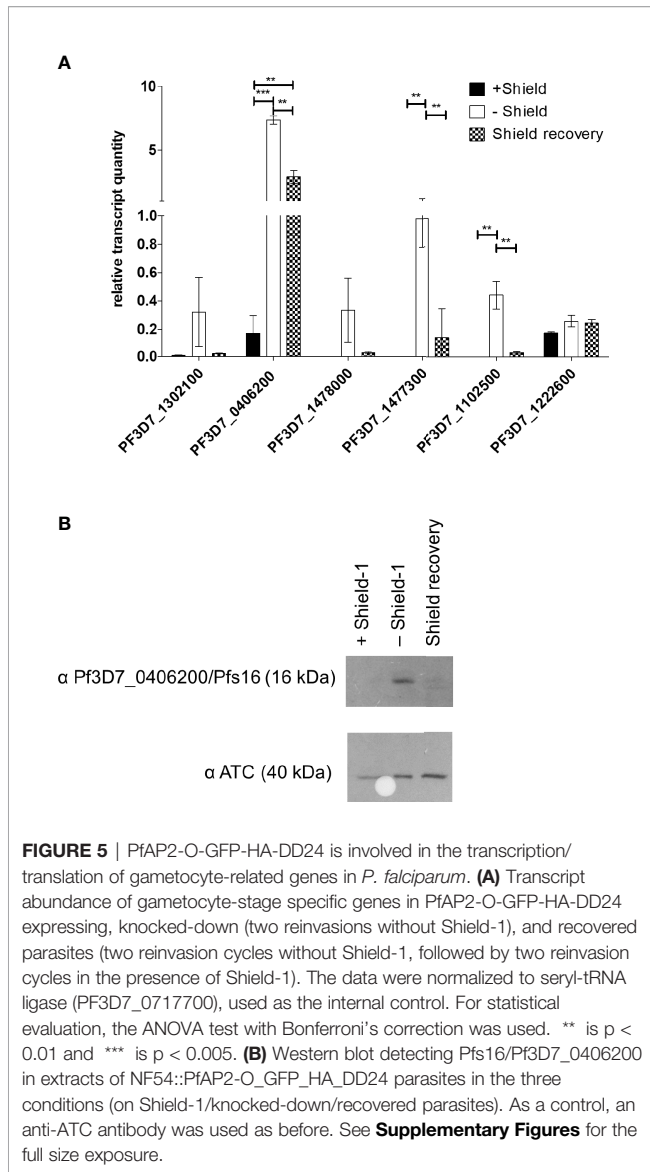 A
10
5
1.0
0.8
0.6
0.4
0.2
0.0
relative transcript quantity
**
***
**
**
**
**
**
+Shield
- Shield
Shield recovery
PF3D7_1302100
PF3D7_0406200
PF3D7_1478000
PF3D7_1477300
PF3D7_1102500
PF3D7_1222600
B
+ Shield-1
– Shield-1
Shield recovery
α Pf3D7_0406200/Pfs16 (16 kDa)
α ATC (40 kDa)
FIGURE 5 | PfAP2-O-GFP-HA-DD24 is involved in the transcription/
translation of gametocyte-related genes in P. falciparum. (A) Transcript
abundance of gametocyte-stage specific genes in PfAP2-O-GFP-HA-DD24
expressing, knocked-down (two reinvasions without Shield-1), and recovered
parasites (two reinvasion cycles without Shield-1, followed by two reinvasion
cycles in the presence of Shield-1). The data were normalized to seryl-tRNA
ligase (PF3D7_0717700), used as the internal control. For statistical
evaluation, the ANOVA test with Bonferroni’s correction was used. ** is p <
0.01 and *** is p < 0.005. (B) Western blot detecting Pfs16/Pf3D7_0406200
in extracts of NF54::PfAP2-O_GFP_HA_DD24 parasites in the three
conditions (on Shield-1/knocked-down/recovered parasites). As a control, an
anti-ATC antibody was used as before. See Supplementary Figures for the
full size exposure.